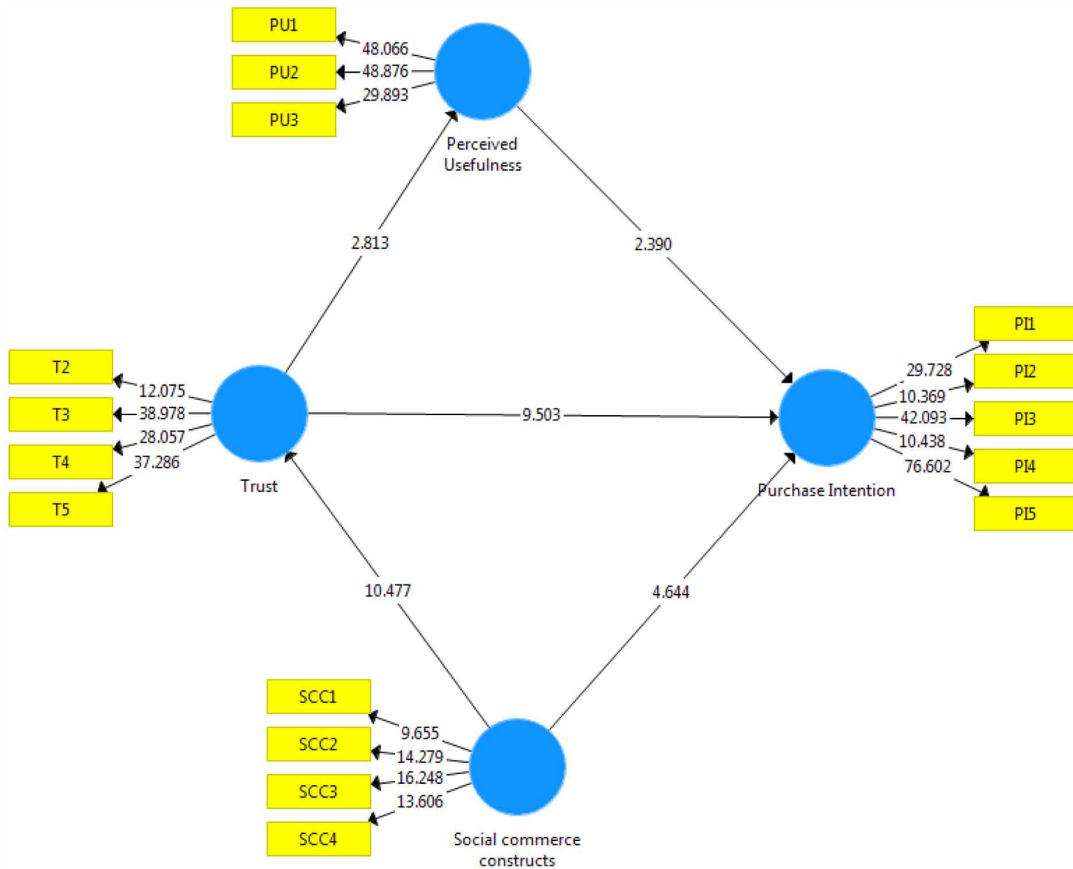 PU1
48.066
PU2
48.876
PU3
29.893
Perceived
Usefulness
2.813
2.390
T2
12.075
T3
38.978
T4
28.057
T5
37.286
Trust
9.503
PI1
29.728
PI2
10.369
PI3
42.093
PI4
10.438
PI5
76.602
Purchase Intention
10.477
4.644
SCC1
9.655
SCC2
14.279
SCC3
16.248
SCC4
13.606
Social commerce
constructs